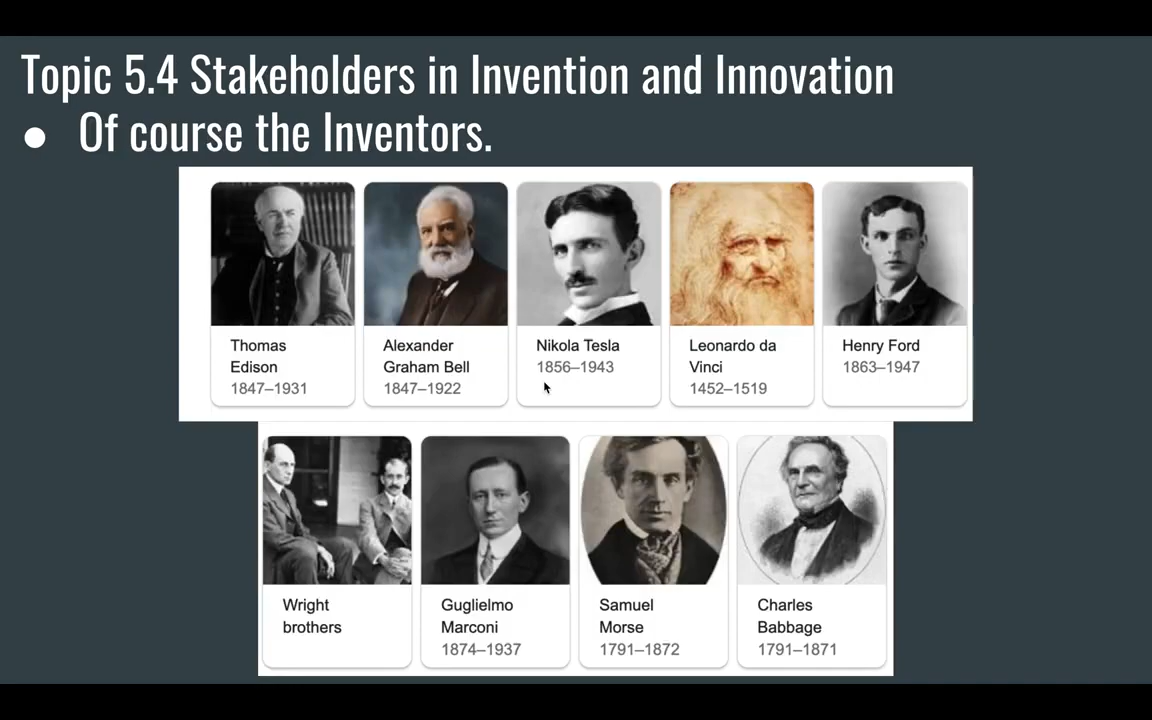 Topic 5.4 Stakeholders in Invention and Innovation
● Of course the Inventors.
Thomas
Edison
1847–1931
Alexander
Graham Bell
1847–1922
Nikola Tesla
1856–1943
Leonardo da
Vinci
1452–1519
Henry Ford
1863–1947
Wright
brothers
Guglielmo
Marconi
1874–1937
Samuel
Morse
1791–1872
Charles
Babbage
1791–1871